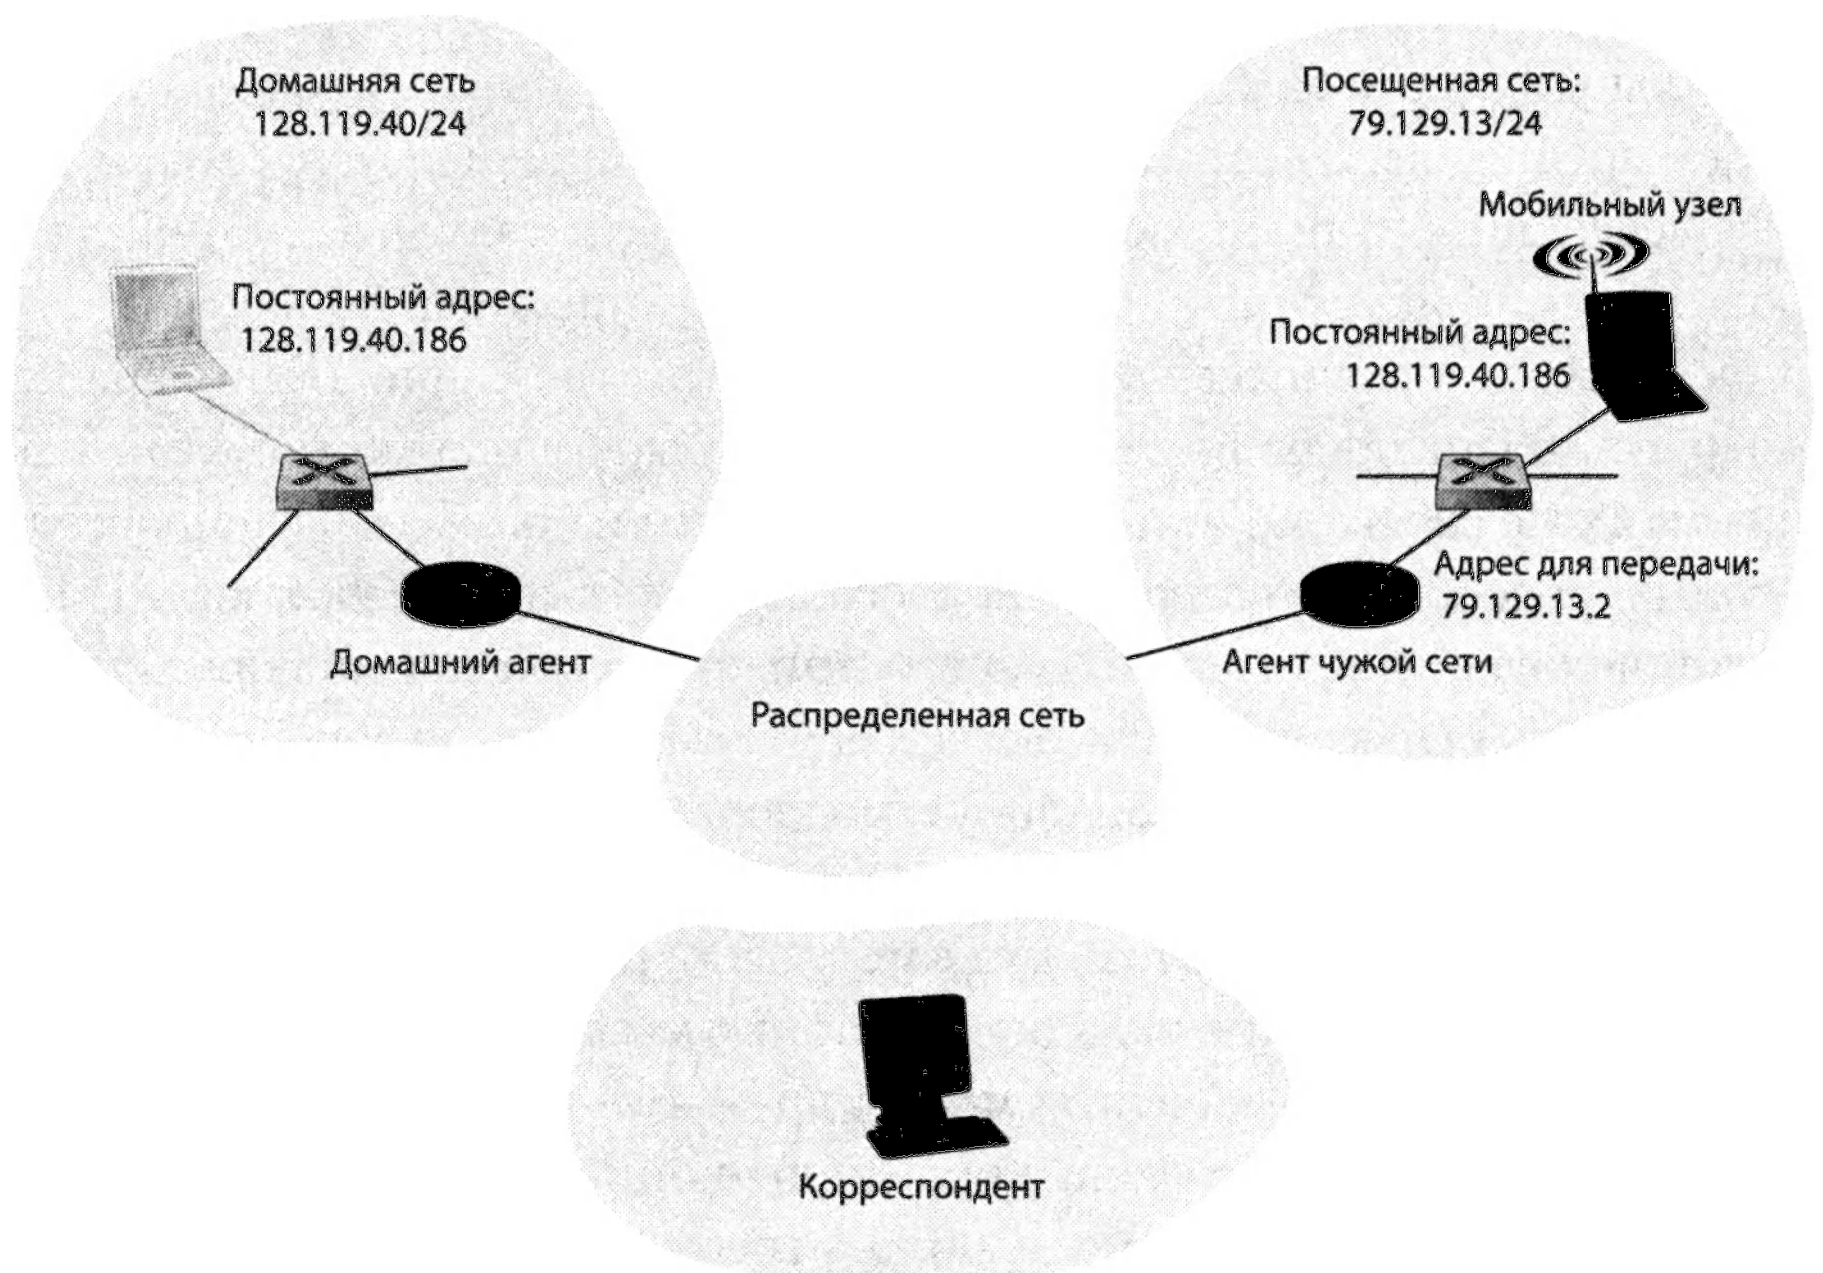 Домашняя сеть
128.119.40/24
Посещенная сеть:
79.129.13/24
Мобильный узел
Постоянный адрес:
128.119.40.186
Постоянный адрес:
128.119.40.186
Адрес для передачи:
79.129.13.2
Домашний агент
Агент чужой сети
Распределенная сеть
Корреспондент